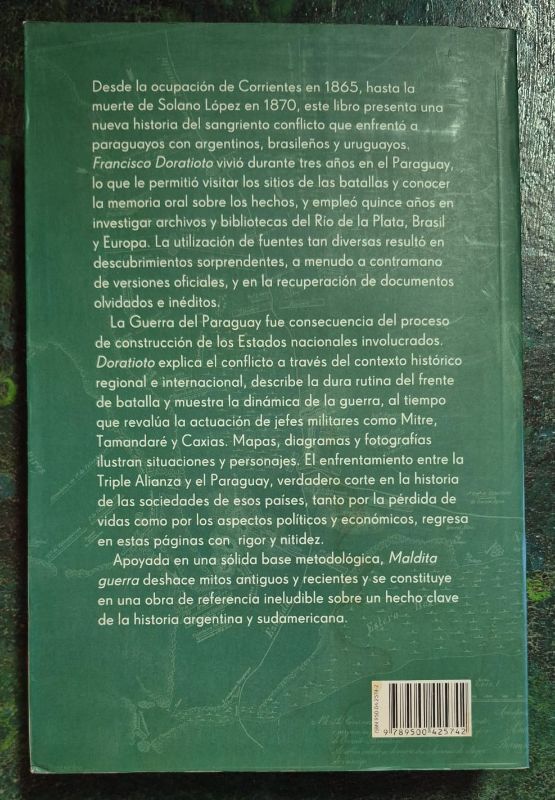 Desde la ocupación de Corrientes en 1865, hasta la
muerte de Solano López en 1870, este libro presenta una
nueva historia del sangriento conflicto que enfrentó a
paraguayos con argentinos, brasileños y uruguayos.
Francisco Doratioto vivió durante tres años en el Paraguay,
lo que le permitió visitar los sitios de las batallas y conocer
la memoria oral sobre los hechos, y empleó quince años en
investigar archivos y bibliotecas del Río de la Plata, Brasil
y Europa. La utilización de fuentes tan diversas resultó en
descubrimientos sorprendentes, a menudo a contramano
de versiones oficiales, y en la recuperación de documentos
olvidados e inéditos.
La Guerra del Paraguay fue consecuencia del proceso
de construcción de los Estados nacionales involucrados.
Doratioto explica el conflicto a través del contexto histórico
regional e internacional, describe la dura rutina del frente
de batalla y muestra la dinámica de la guerra, al tiempo
que revalúa la actuación de jefes militares como Mitre,
Tamandaré y Caxias. Mapas, diagramas y fotografías
ilustran situaciones y personajes. El enfrentamiento entre la
Triple Alianza y el Paraguay, verdadero corte en la historia
de las sociedades de esos países, tanto por la pérdida de
vidas como por los aspectos políticos y económicos, regresa
en estas páginas con rigor y nitidez.
Apoyada en una sólida base metodológica, Maldita
guerra deshace mitos antiguos y recientes y se constituye
en una obra de referencia ineludible sobre un hecho clave
de la historia argentina y sudamericana.
Estero
ISBN 950-04-2574-2
9 789500 425742